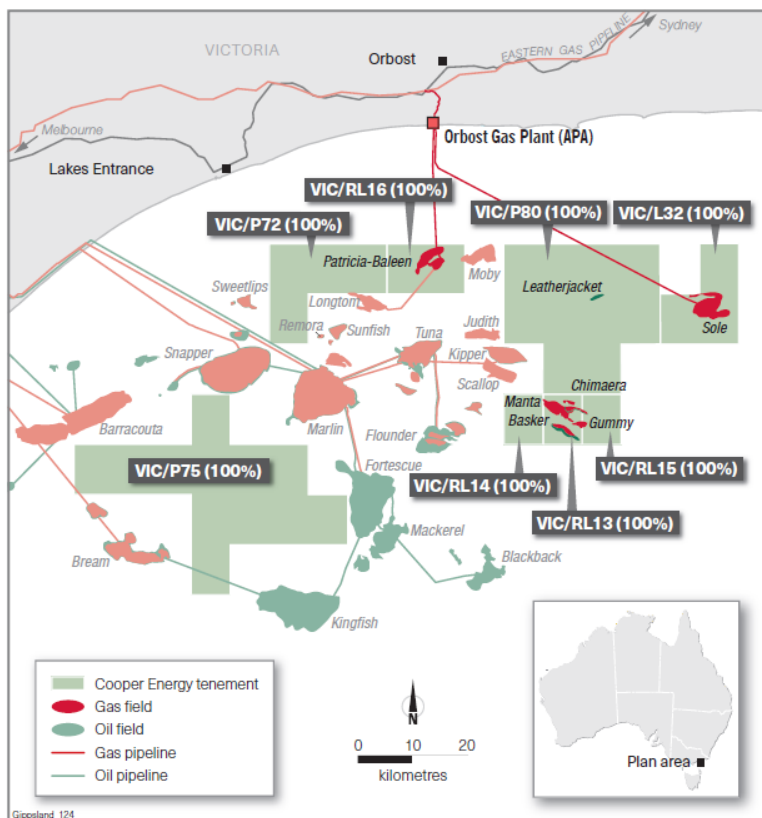 Sydney
VICTORIA
Orbost
EASTERN GAS PIPELINE
Melbourne
Orbost Gas Plant (APA)
Lakes Entrance
VIC/RL16 (100%)
VIC/P72 (100%)
VIC/P80 (100%)
VIC/L32 (100%)
Patricia-Baleen
Moby
Sweetlips
Leatherjacket
Longtom
Remora
Sunfish
Judith
Sole
Tuna
Snapper
Kipper
Scallop
Chimaera
Marlin
Manta
Barracouta
Basker
Gummy
Flounder
VIC/P75 (100%)
Fortescue
VIC/RL15 (100%)
VIC/RL14 (100%)
VIC/RL13 (100%)
Mackerel
Bream
Blackback
Kingfish
Cooper Energy tenement
Gas field
Oil field
Gas pipeline
Oil pipeline
N
0 10 20
kilometres
Plan area
Gippsland_124